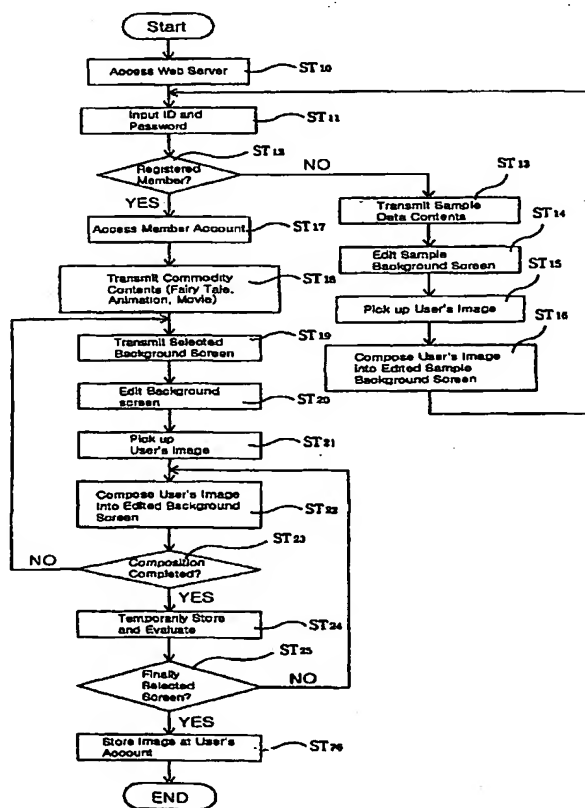 Start
Access Web Server
ST10
Input ID and
Password
ST11
ST12
Registered
Member?
NO
YES
Transmit Sample
Data Contents
ST13
Edit Sample
Background Screen
ST14
Pick up User's Image
ST15
Compose User's Image
Into Edited Sample
Background Screen
ST16
Access Member Account
ST17
Transmit Commodity
Contents (Fairy Tale,
Animation, Movie)
ST18
Transmit Selected
Background Screen
ST19
Edit Background
screen
ST20
Pick up
User's Image
ST21
Compose User's Image
Into Edited Background
Screen
ST22
ST23
NO
Composition
Completed?
YES
Temporarily Store
and Evaluate
ST24
ST25
Finally
Selected
Screen?
NO
YES
Store Image at User's
Account
ST26
END